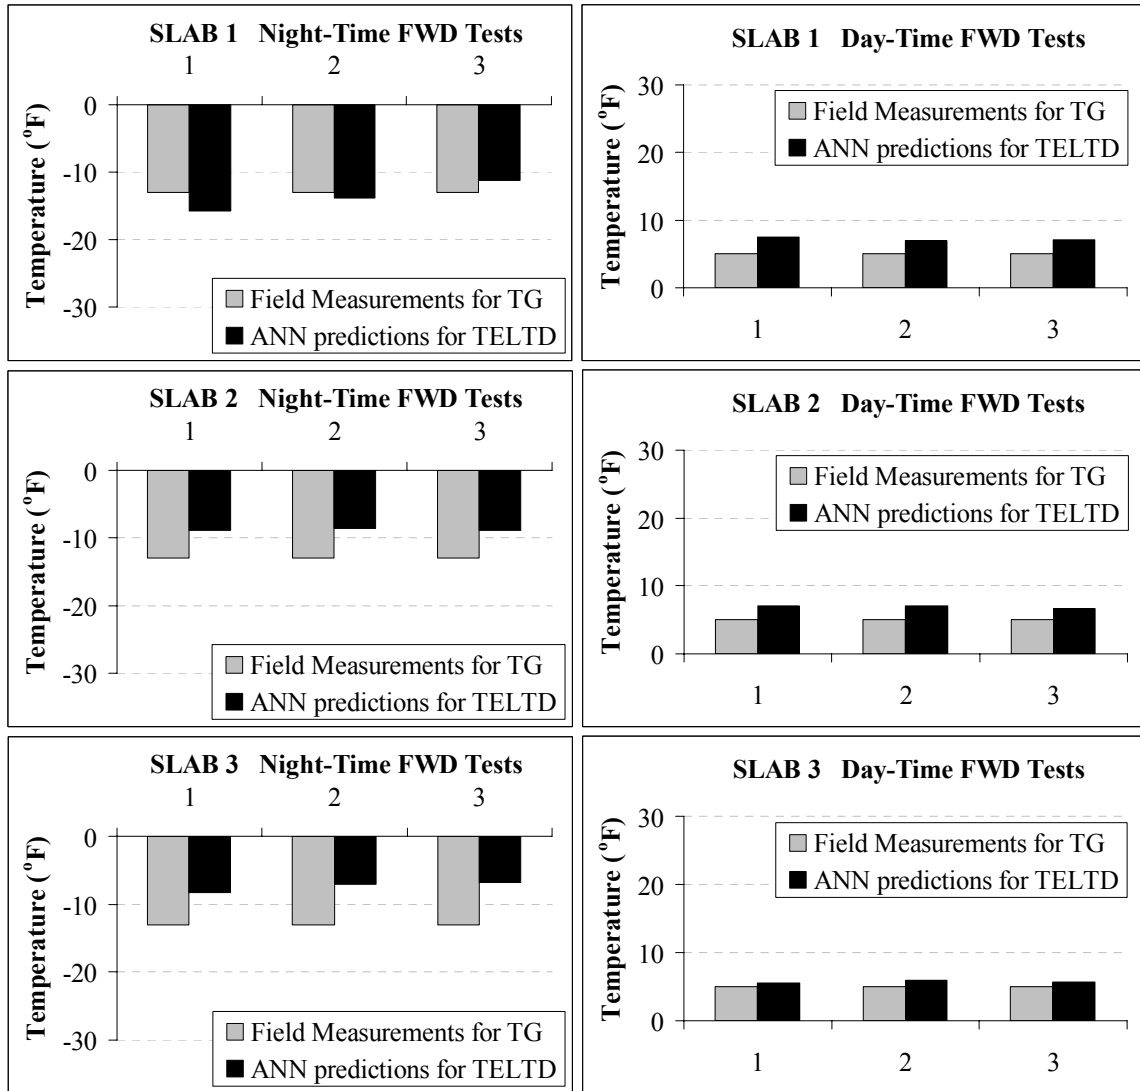 SLAB 1 Night-Time FWD Tests
1 2 3
0
-10
-20
-30
Temperature (°F)
Field Measurements for TG
ANN predictions for TELTD
SLAB 1 Day-Time FWD Tests
30
20
10
0
Temperature (°F)
Field Measurements for TG
ANN predictions for TELTD
1 2 3
SLAB 2 Night-Time FWD Tests
1 2 3
0
-10
-20
-30
Temperature (°F)
Field Measurements for TG
ANN predictions for TELTD
SLAB 2 Day-Time FWD Tests
30
20
10
0
Temperature (°F)
Field Measurements for TG
ANN predictions for TELTD
1 2 3
SLAB 3 Night-Time FWD Tests
1 2 3
0
-10
-20
-30
Temperature (°F)
Field Measurements for TG
ANN predictions for TELTD
SLAB 3 Day-Time FWD Tests
30
20
10
0
Temperature (°F)
Field Measurements for TG
ANN predictions for TELTD
1 2 3